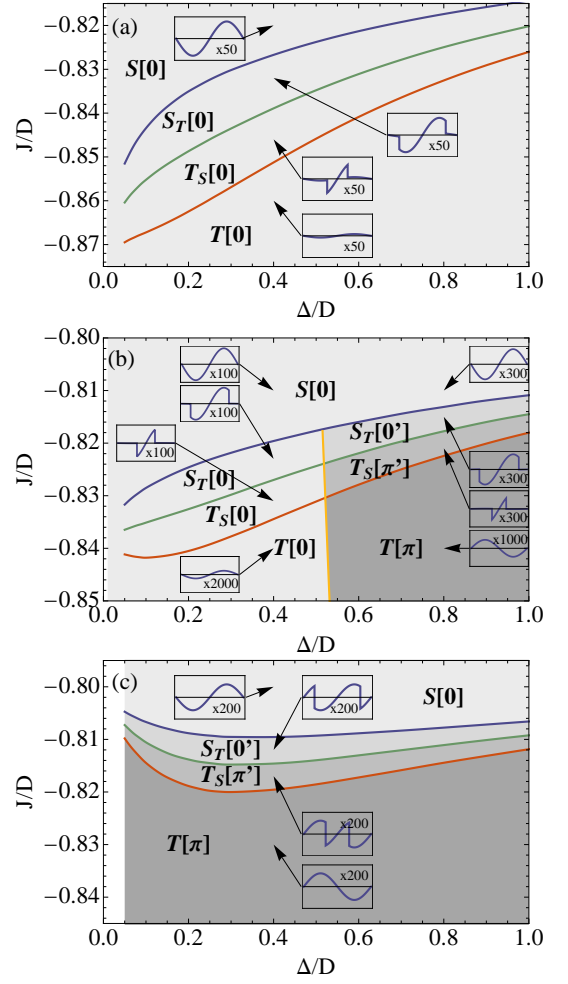 (a)
x50
S[0]
S_T[0]
x50
T_S[0]
x50
T[0]
x50
−0.82
−0.83
−0.84
−0.85
−0.86
−0.87
J/D
0.0 0.2 0.4 0.6 0.8 1.0
Δ/D
(b)
x100
S[0]
x300
x100
x100
S_T[0']
S_T[0]
T_S[π']
x300
T_S[0]
x300
T[0]
T[π]
x1000
x2000
−0.80
−0.81
−0.82
−0.83
−0.84
−0.85
J/D
0.0 0.2 0.4 0.6 0.8 1.0
Δ/D
(c)
x200
x200
S[0]
S_T[0']
T_S[π']
x200
T[π]
x200
−0.80
−0.81
−0.82
−0.83
−0.84
J/D
0.0 0.2 0.4 0.6 0.8 1.0
Δ/D